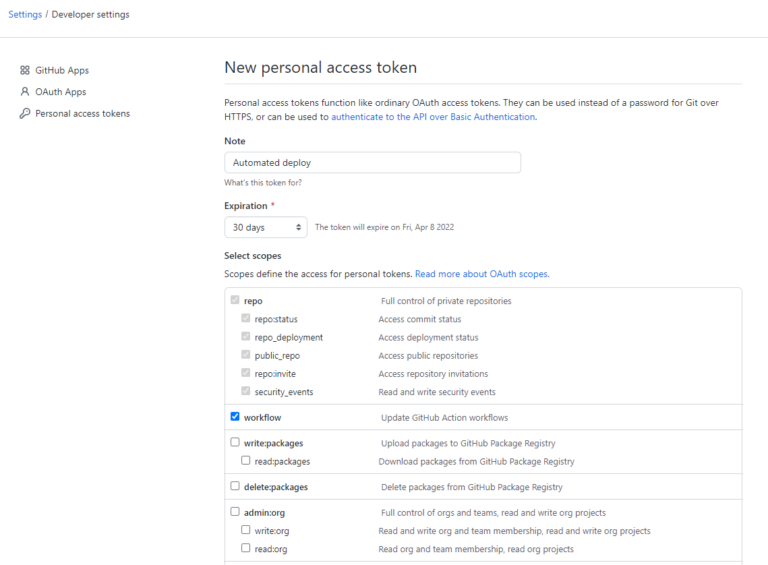 Settings / Developer settings
GitHub Apps
OAuth Apps
Personal access tokens
New personal access token
Personal access tokens function like ordinary OAuth access tokens. They can be used instead of a password for Git over
HTTPS, or can be used to authenticate to the API over Basic Authentication.
Note
Automated deploy
What's this token for?
Expiration *
30 days The token will expire on Fri, Apr 8 2022
Select scopes
Scopes define the access for personal tokens. Read more about OAuth scopes.
repo Full control of private repositories
repo:status Access commit status
repo_deployment Access deployment status
public_repo Access public repositories
repo:invite Access repository invitations
security_events Read and write security events
workflow Update GitHub Action workflows
write:packages Upload packages to GitHub Package Registry
read:packages Download packages from GitHub Package Registry
delete:packages Delete packages from GitHub Package Registry
admin:org Full control of orgs and teams, read and write org projects
write:org Read and write org and team membership, read and write org projects
read:org Read org and team membership, read org projects